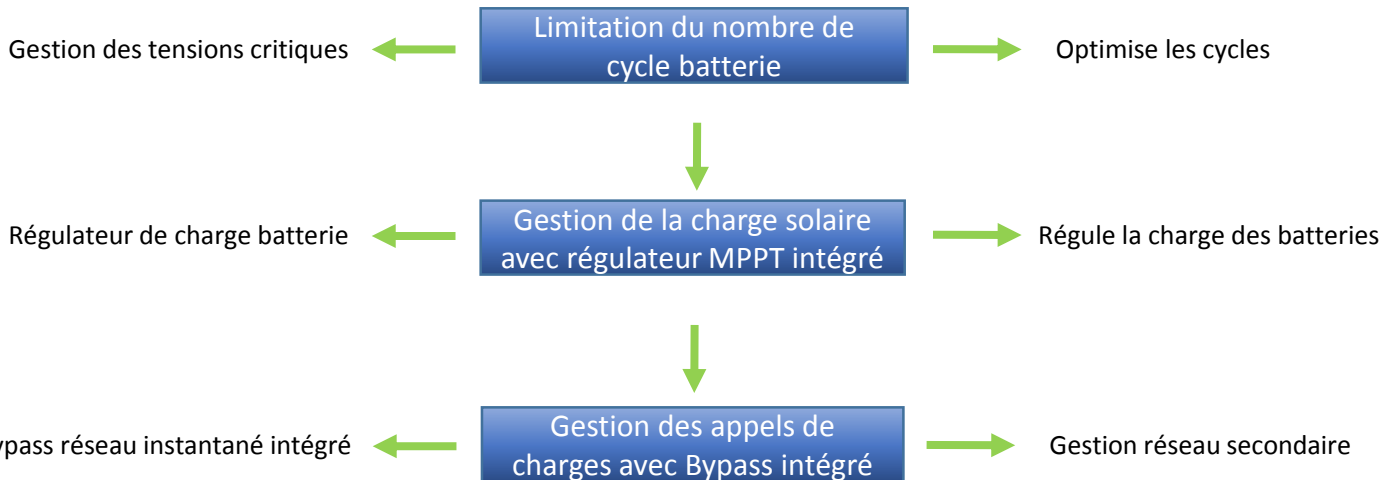 Limitation du nombre de
cycle batterie
Gestion des tensions critiques
Optimise les cycles
Gestion de la charge solaire
avec régulateur MPPT intégré
Régulateur de charge batterie
Régule la charge des batteries
Gestion des appels de
charges avec Bypass intégré
ypass réseau instantané intégré
Gestion réseau secondaire